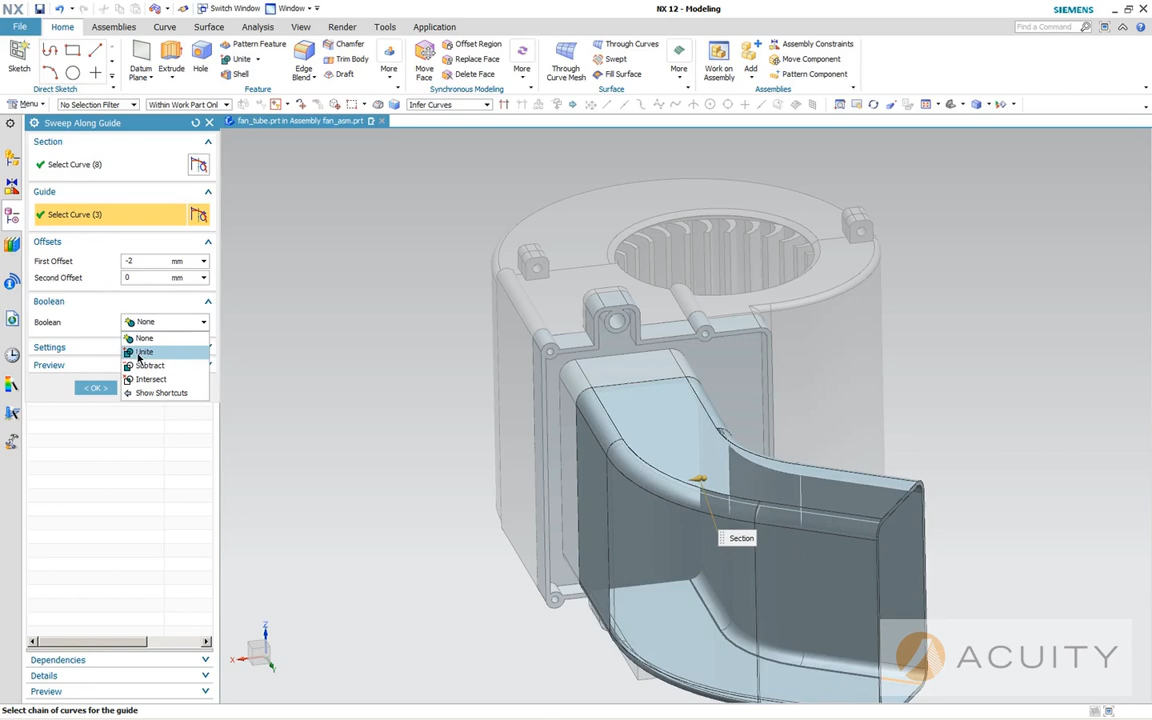 NX
Switch Window
Window
NX 12 - Modeling
SIEMENS
File
Home
Assemblies
Curve
Surface
Analysis
View
Render
Tools
Application
Find a Command
Sketch
Direct Sketch
Datum Plane
Extrude
Hole
Pattern Feature
Unite
Shell
Edge Blend
Chamfer
Trim Body
Draft
More
Feature
Move Face
Offset Region
Replace Face
Delete Face
More
Synchronous Modeling
Through Curve Mesh
Through Curves
Swept
Fill Surface
More
Surface
Work on Assembly
Add
Assembly Constraints
Move Component
Pattern Component
Assemblies
Menu
No Selection Filter
Within Work Part Onl
Infer Curves
Sweep Along Guide
fan_tube.prt in Assembly fan_asm.prt
Section
Select Curve (8)
Guide
Select Curve (3)
Offsets
First Offset
-2
mm
Second Offset
0
mm
Boolean
Boolean
None
None
Settings
Unite
Preview
Subtract
Intersect
< OK >
Show Shortcuts
Section
Z
X
Dependencies
Details
Preview
ACUITY
Select chain of curves for the guide